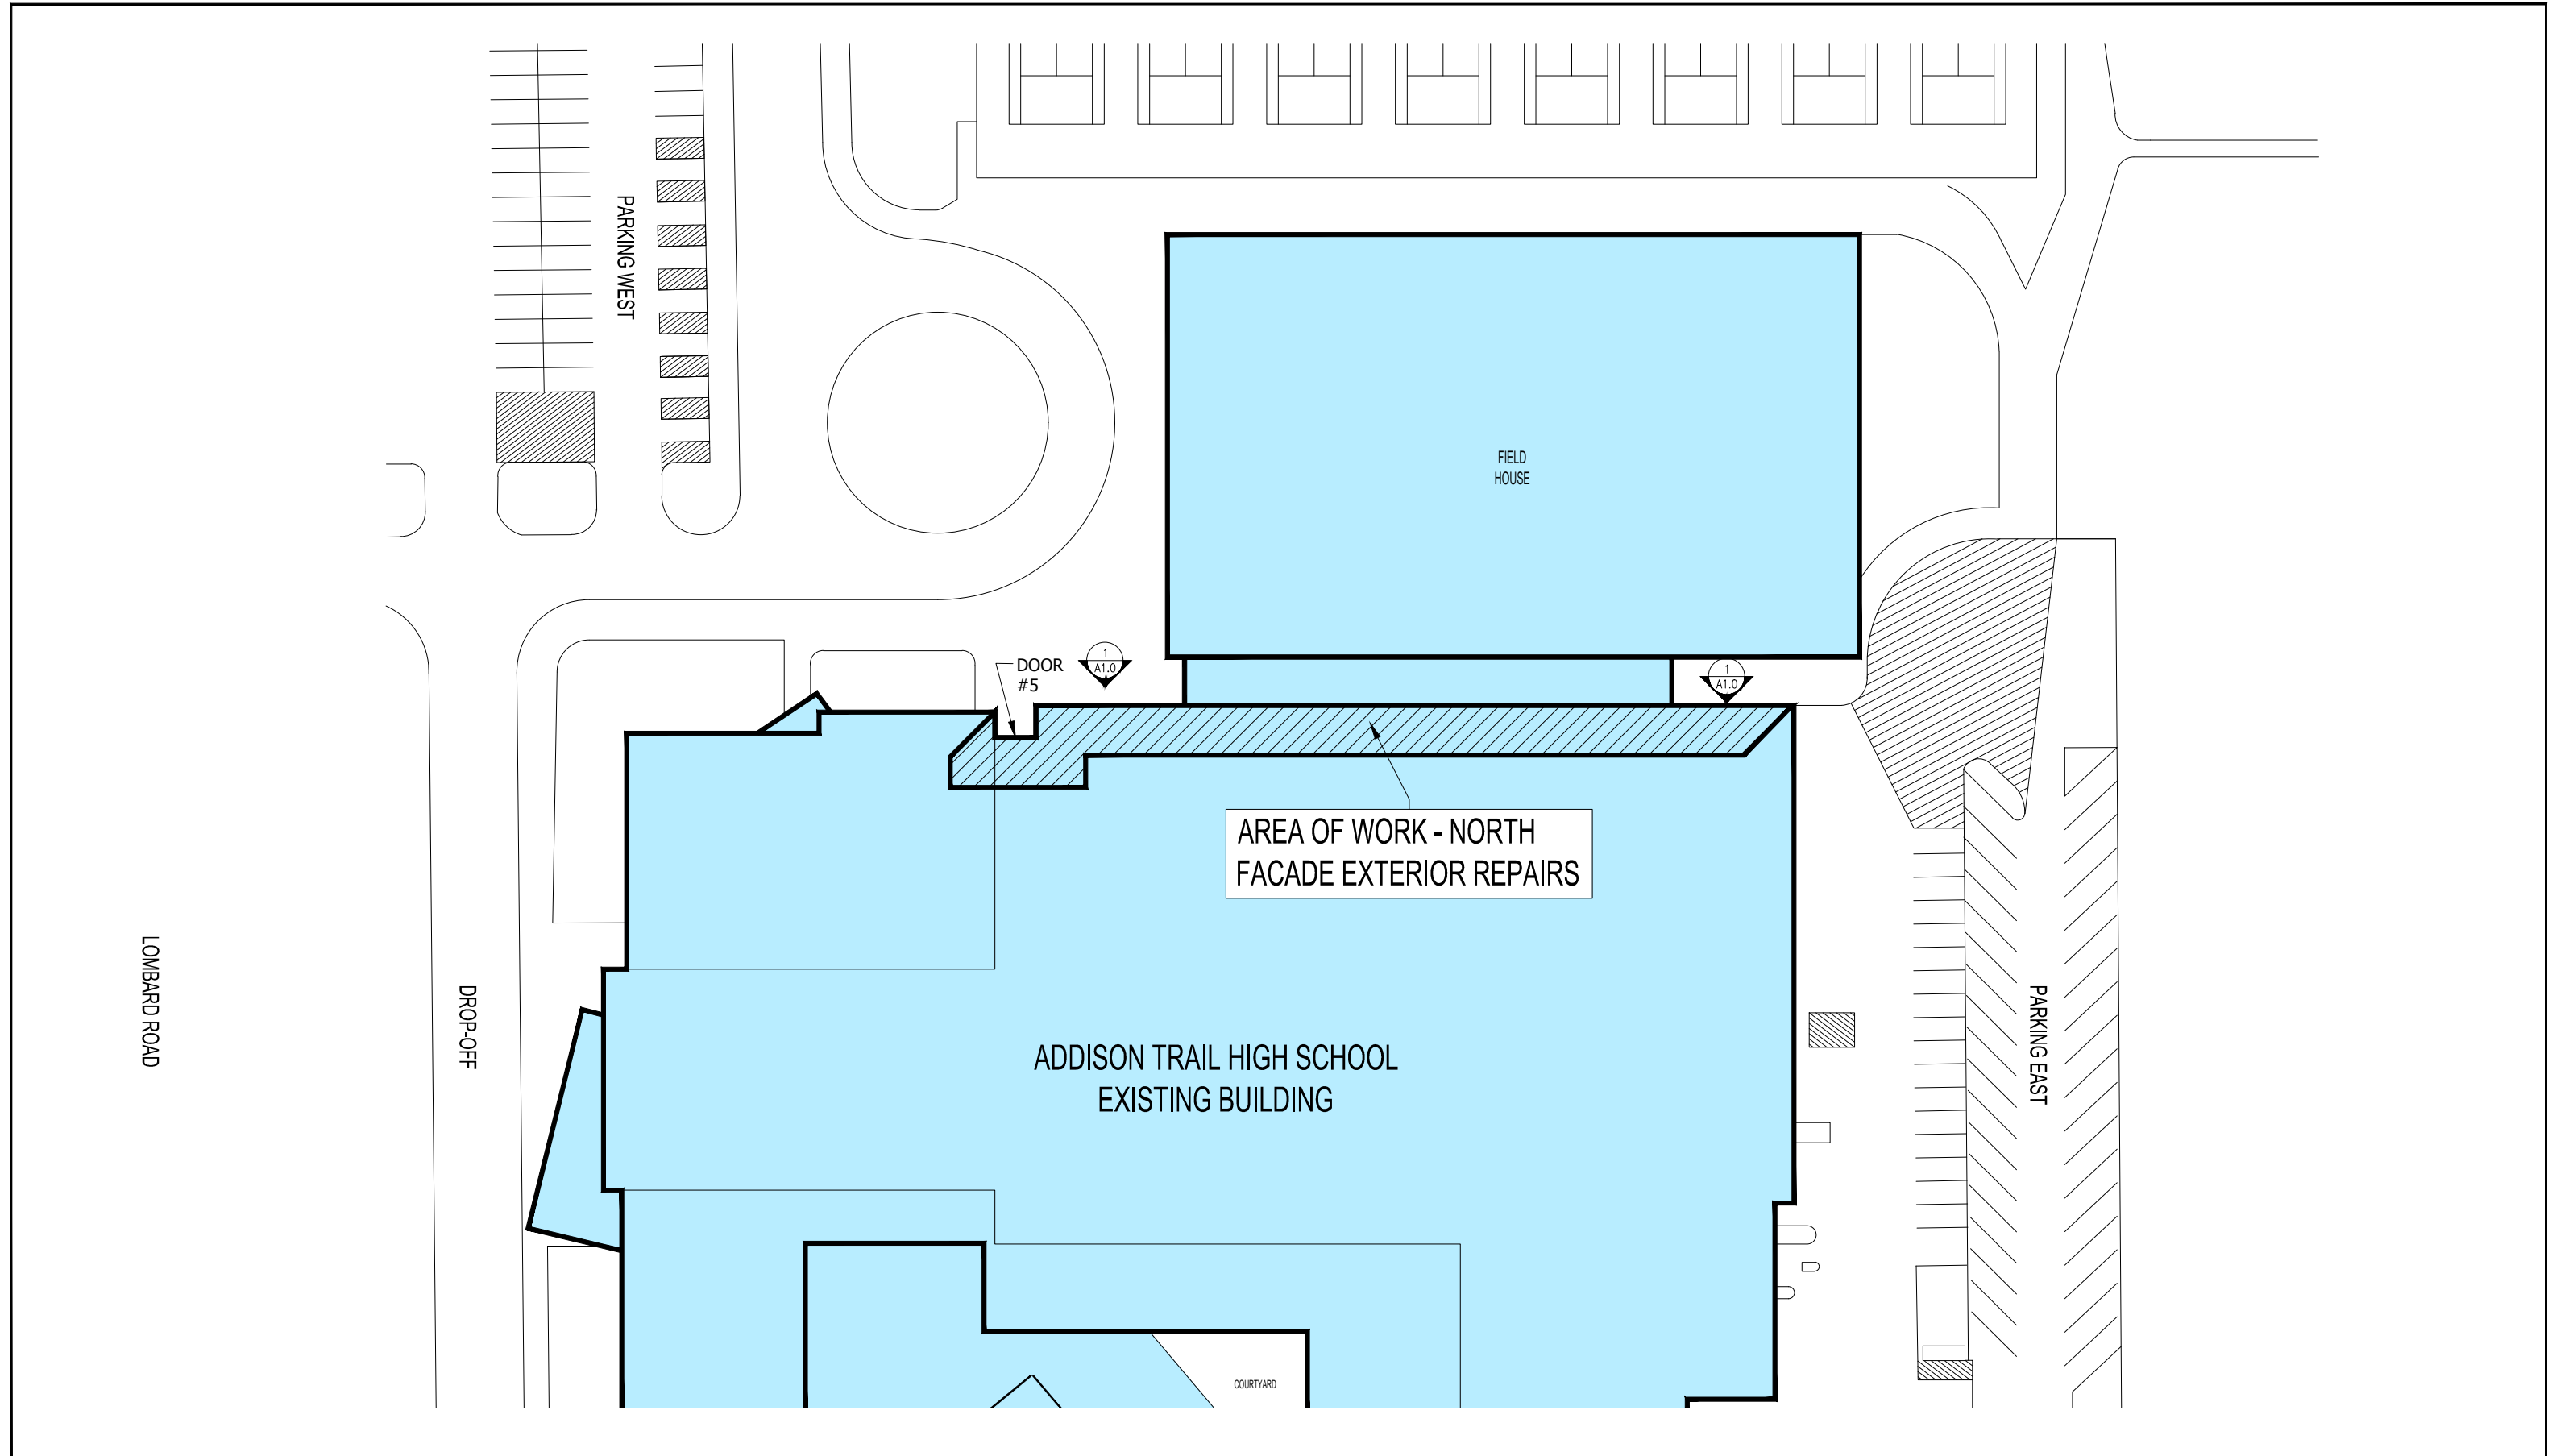 PARKING WEST
FIELD
HOUSE
DOOR
#5
1
A1.0
1
A1.0
AREA OF WORK - NORTH
FACADE EXTERIOR REPAIRS
LOMBARD ROAD
DROP-OFF
PARKING EAST
ADDISON TRAIL HIGH SCHOOL
EXISTING BUILDING
COURTYARD